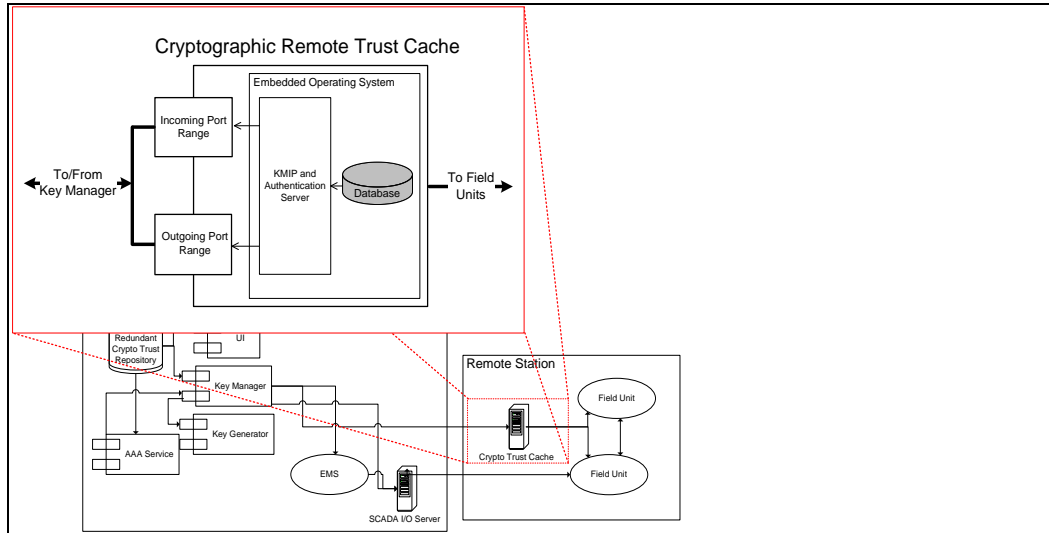 Cryptographic Remote Trust Cache
Embedded Operating System
Incoming Port
Range
To/From
Key Manager
KMIP and
Authentication
Server
Database
To Field
Units
Outgoing Port
Range
Redundant
Crypto Trust
Repository
UI
Key Manager
Key Generator
AAA Service
EMS
SCADA I/O Server
Remote Station
Field Unit
Crypto Trust Cache
Field Unit